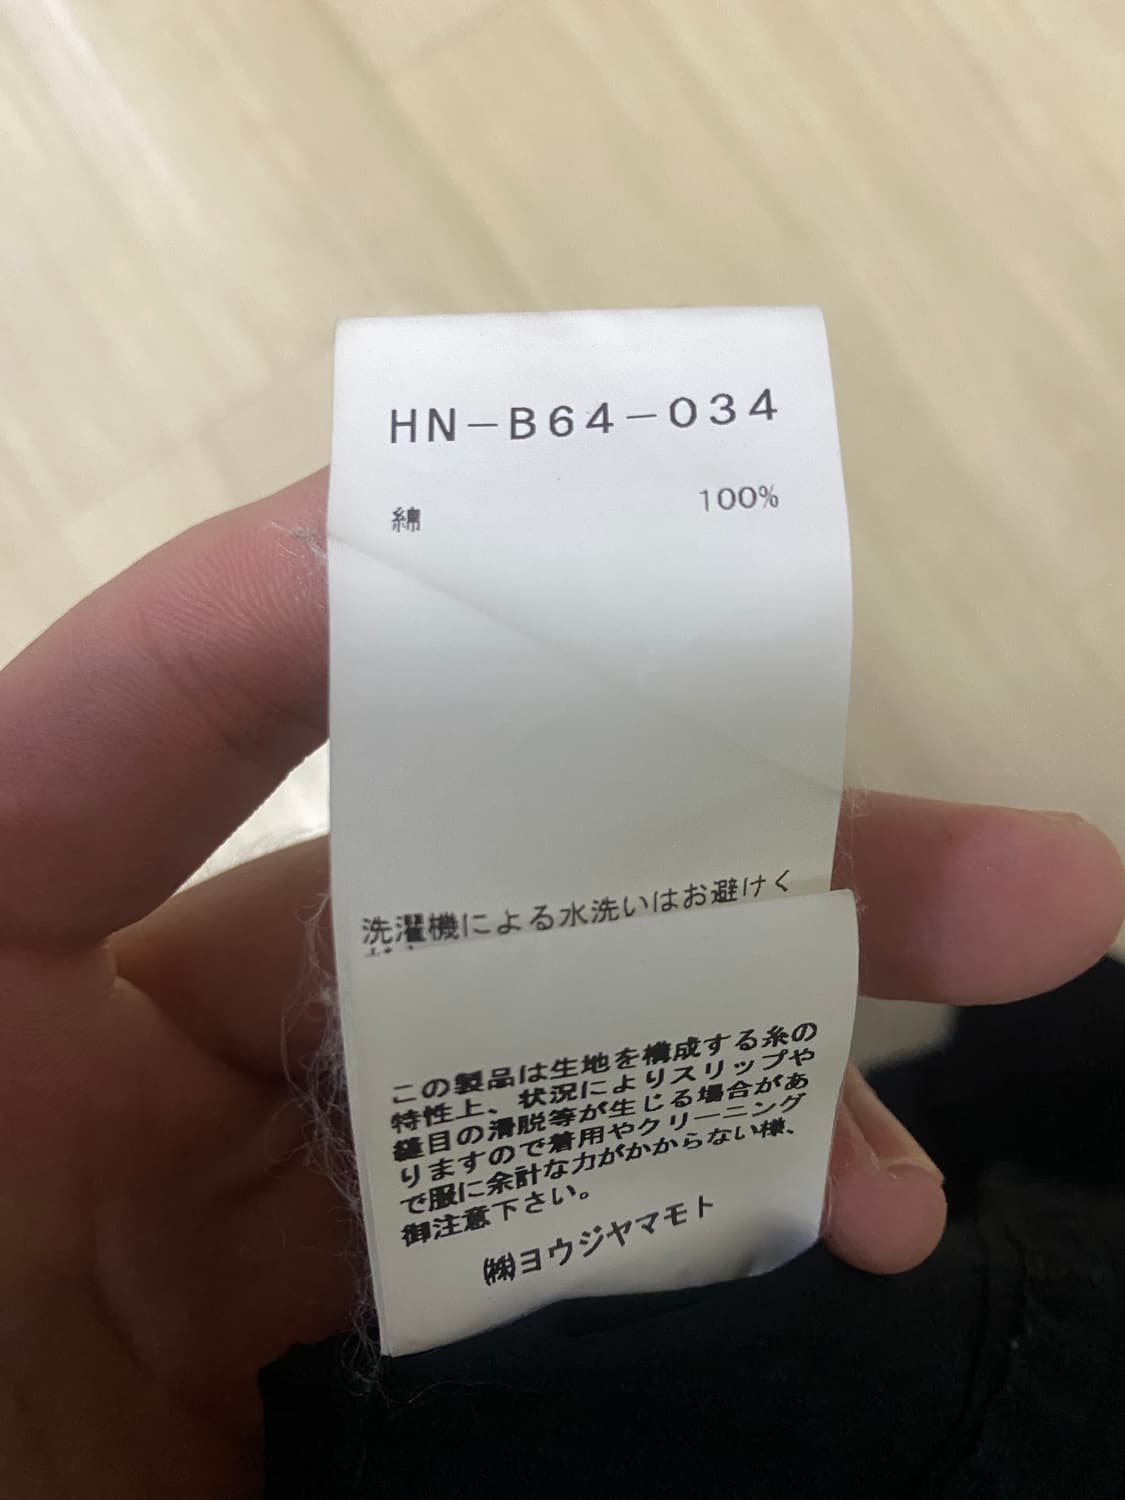 HN-B64-034
綿 100%
洗濯機による水洗いはお避けく
この製品は生地を構成する糸の
特性上、状況によりスリップや
縫目の滑脱等が生じる場合があ
りますので着用やクリーニング
で服に余計な力がかからない様、
御注意下さい。
㈱ヨウジヤマモト